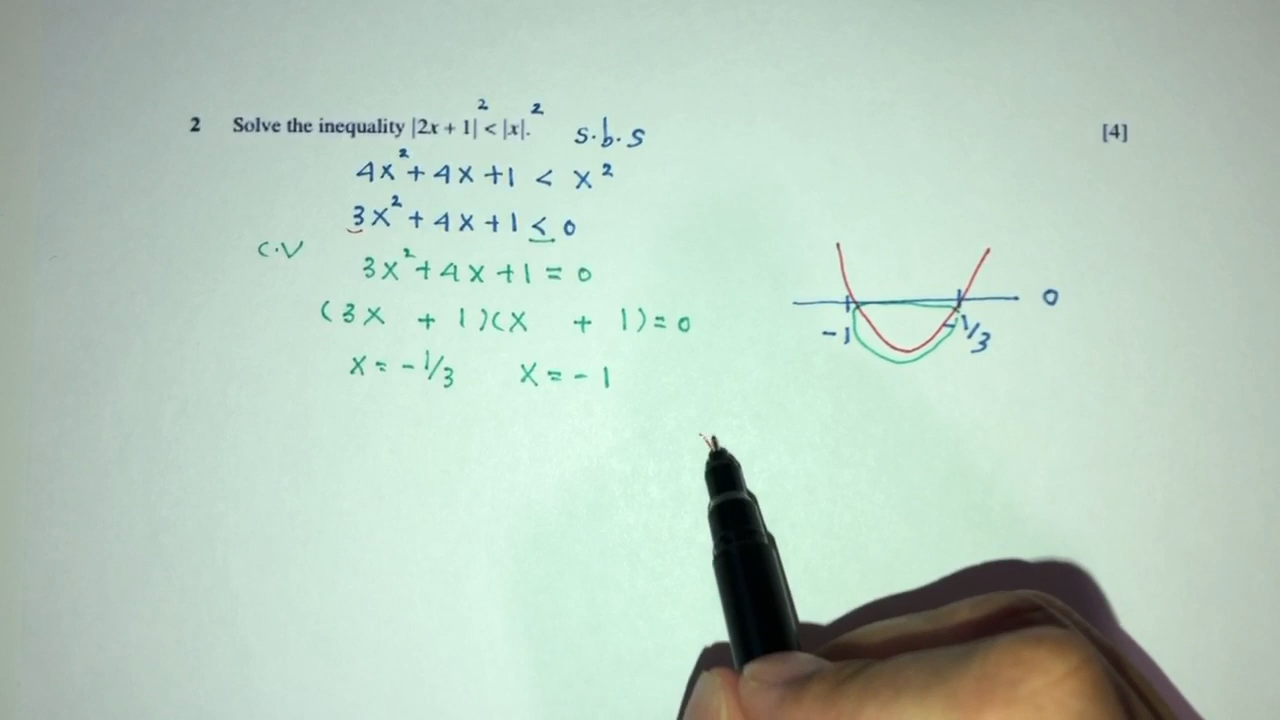 2 Solve the inequality |2x + 1|² < |x|.² s.b.s [4]
4x² + 4x + 1 < x²
3x² + 4x + 1 < 0
C.V
3x² + 4x + 1 = 0
(3x + 1)(x + 1) = 0
x = -1/3 x = -1
0
-1 -1/3